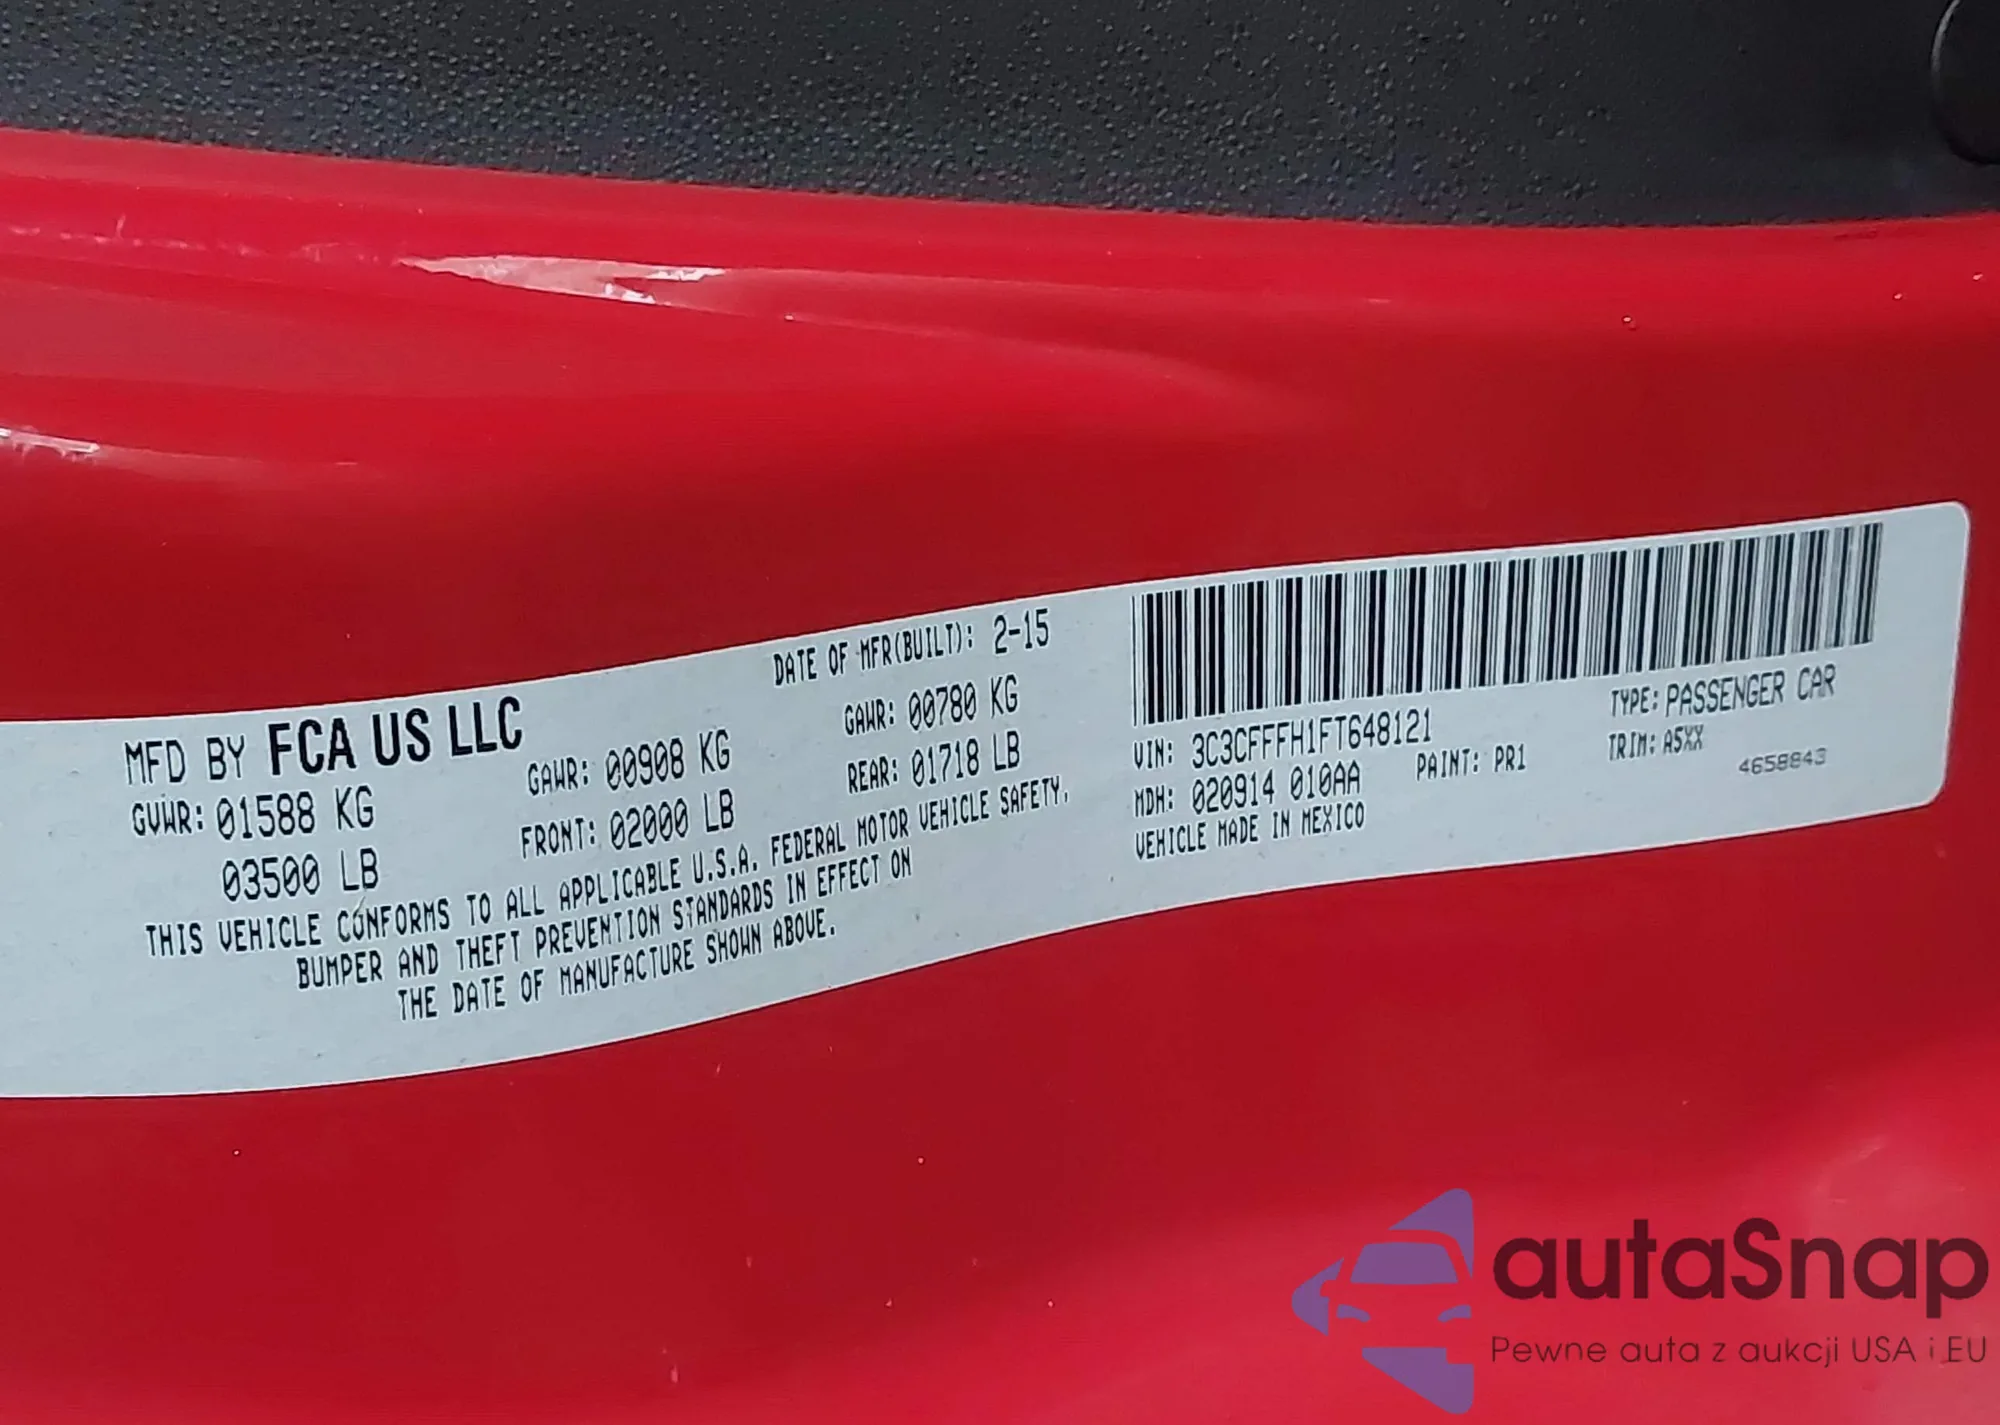 DATE OF MFR(BUILT): 2-15
MFD BY FCA US LLC
GVWR: 01588 KG GAWR: 00908 KG GAWR: 00780 KG
03500 LB FRONT: 02000 LB REAR: 01718 LB
THIS VEHICLE CONFORMS TO ALL APPLICABLE U.S.A. FEDERAL MOTOR VEHICLE SAFETY,
BUMPER AND THEFT PREVENTION STANDARDS IN EFFECT ON
THE DATE OF MANUFACTURE SHOWN ABOVE.
VIN: 3C3CFFFH1FT648121 TYPE: PASSENGER CAR
MDH: 020914 010AA PAINT: PR1 TRIM: A5XX
VEHICLE MADE IN MEXICO 4658843
autaSnap
Pewne auta z aukcji USA i EU